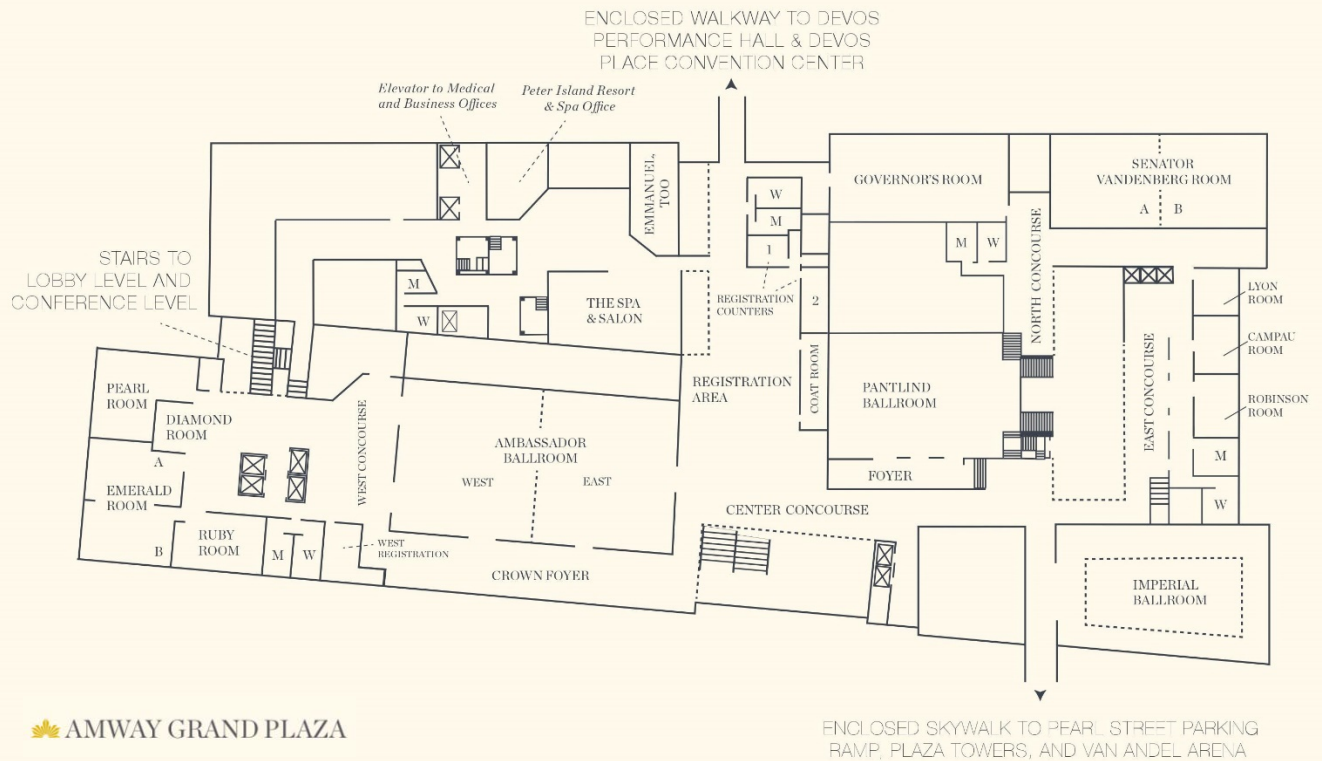 ENCLOSED WALKWAY TO DEVOS
PERFORMANCE HALL & DEVOS
PLACE CONVENTION CENTER
Elevator to Medical
and Business Offices
Peter Island Resort
& Spa Office
EMMANUEL,
TOO
W
M
1
REGISTRATION
COUNTERS
2
GOVERNOR'S ROOM
M
W
NORTH CONCOURSE
SENATOR
VANDENBERG ROOM
A
B
STAIRS TO
LOBBY LEVEL AND
CONFERENCE LEVEL
M
W
THE SPA
& SALON
LYON
ROOM
CAMPAU
ROOM
ROBINSON
ROOM
EAST CONCOURSE
M
W
PEARL
ROOM
DIAMOND
ROOM
A
EMERALD
ROOM
B
RUBY
ROOM
M
W
WEST CONCOURSE
WEST
REGISTRATION
AMBASSADOR
BALLROOM
WEST
EAST
REGISTRATION
AREA
COAT ROOM
PANTLIND
BALLROOM
FOYER
CENTER CONCOURSE
CROWN FOYER
IMPERIAL
BALLROOM
AMWAY GRAND PLAZA
ENCLOSED SKYWALK TO PEARL STREET PARKING
RAMP, PLAZA TOWERS, AND VAN ANDEL ARENA